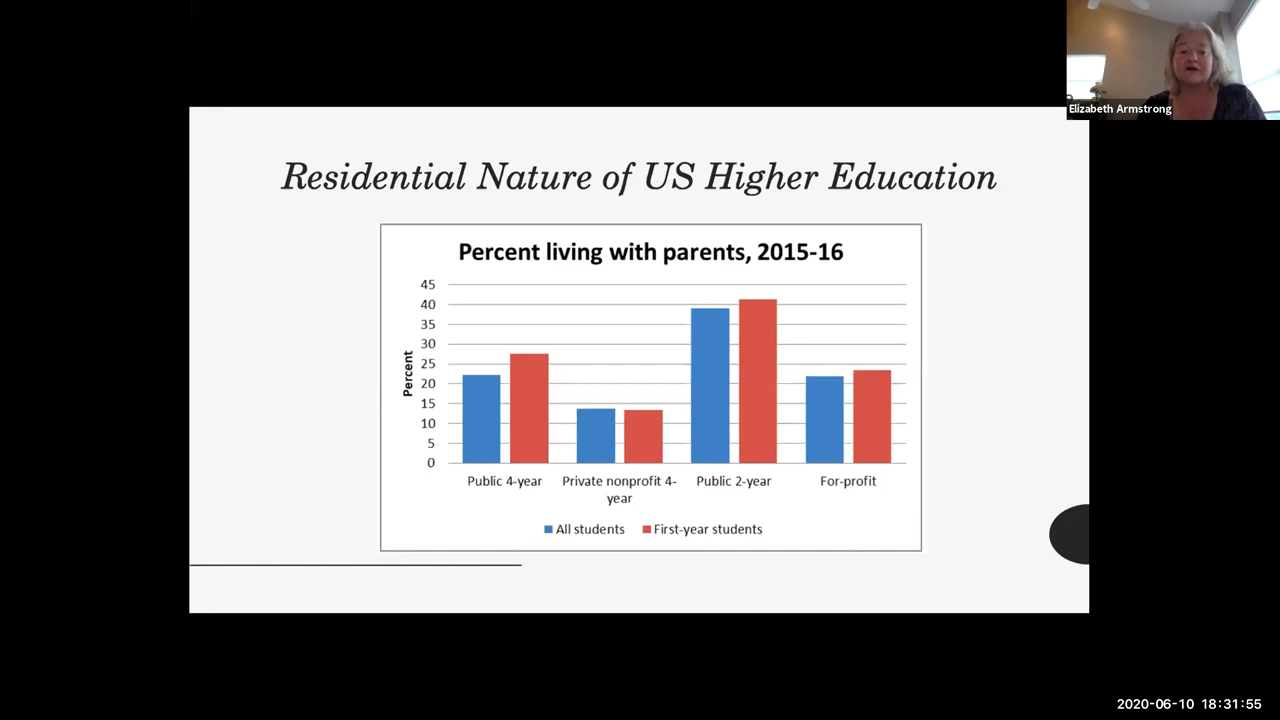 Elizabeth Armstrong
Residential Nature of US Higher Education
Percent living with parents, 2015-16
Percent
45
40
35
30
25
20
15
10
5
0
Public 4-year
Private nonprofit 4-
year
Public 2-year
For-profit
All students
First-year students
2020-06-10 18:31:55